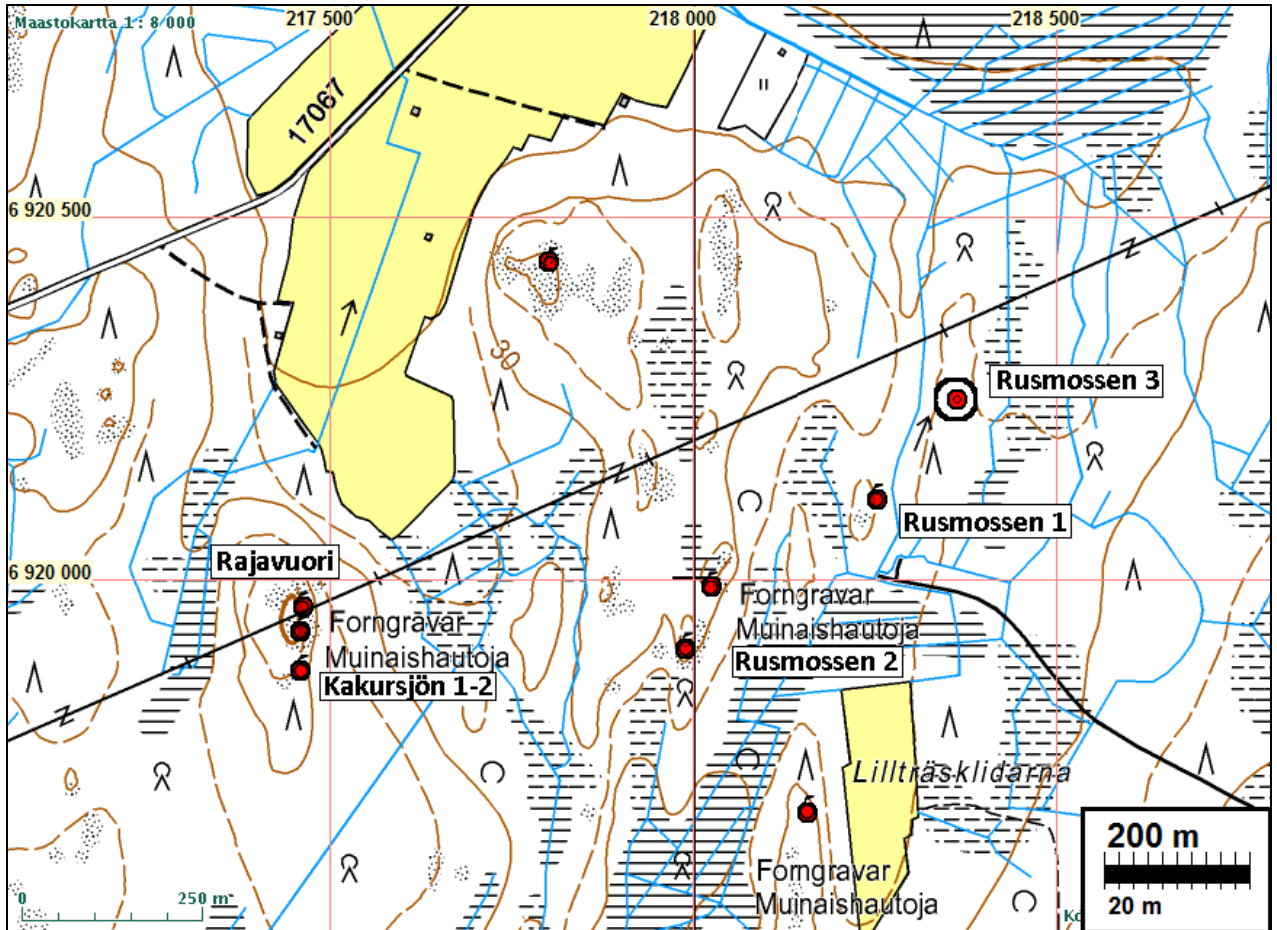 Maastokartta 1 : 8 000
217 500
218 000
218 500
17067
6 920 500
30
Rusmossen 3
Rusmossen 1
Rajavuori
6 920 000
Forngravar
Muinaishautoja
Forngravar
Muinaishautoja
Rusmossen 2
Kakursjön 1-2
Lillträsklidarna
Forngravar
Muinaishautoja
200 m
20 m
0
250 m